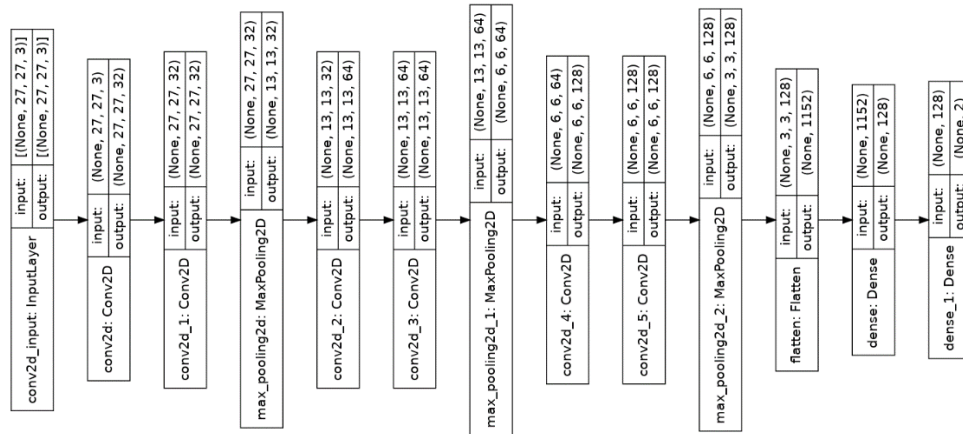 conv2d_input: InputLayer
input: [(None, 27, 27, 3)]
output: [(None, 27, 27, 3)]
conv2d: Conv2D
input: (None, 27, 27, 3)
output: (None, 27, 27, 32)
conv2d_1: Conv2D
input: (None, 27, 27, 32)
output: (None, 27, 27, 32)
max_pooling2d: MaxPooling2D
input: (None, 27, 27, 32)
output: (None, 13, 13, 32)
conv2d_2: Conv2D
input: (None, 13, 13, 32)
output: (None, 13, 13, 64)
conv2d_3: Conv2D
input: (None, 13, 13, 64)
output: (None, 13, 13, 64)
max_pooling2d_1: MaxPooling2D
input: (None, 13, 13, 64)
output: (None, 6, 6, 64)
conv2d_4: Conv2D
input: (None, 6, 6, 64)
output: (None, 6, 6, 128)
conv2d_5: Conv2D
input: (None, 6, 6, 128)
output: (None, 6, 6, 128)
max_pooling2d_2: MaxPooling2D
input: (None, 6, 6, 128)
output: (None, 3, 3, 128)
flatten: Flatten
input: (None, 3, 3, 128)
output: (None, 1152)
dense: Dense
input: (None, 1152)
output: (None, 128)
dense_1: Dense
input: (None, 128)
output: (None, 2)